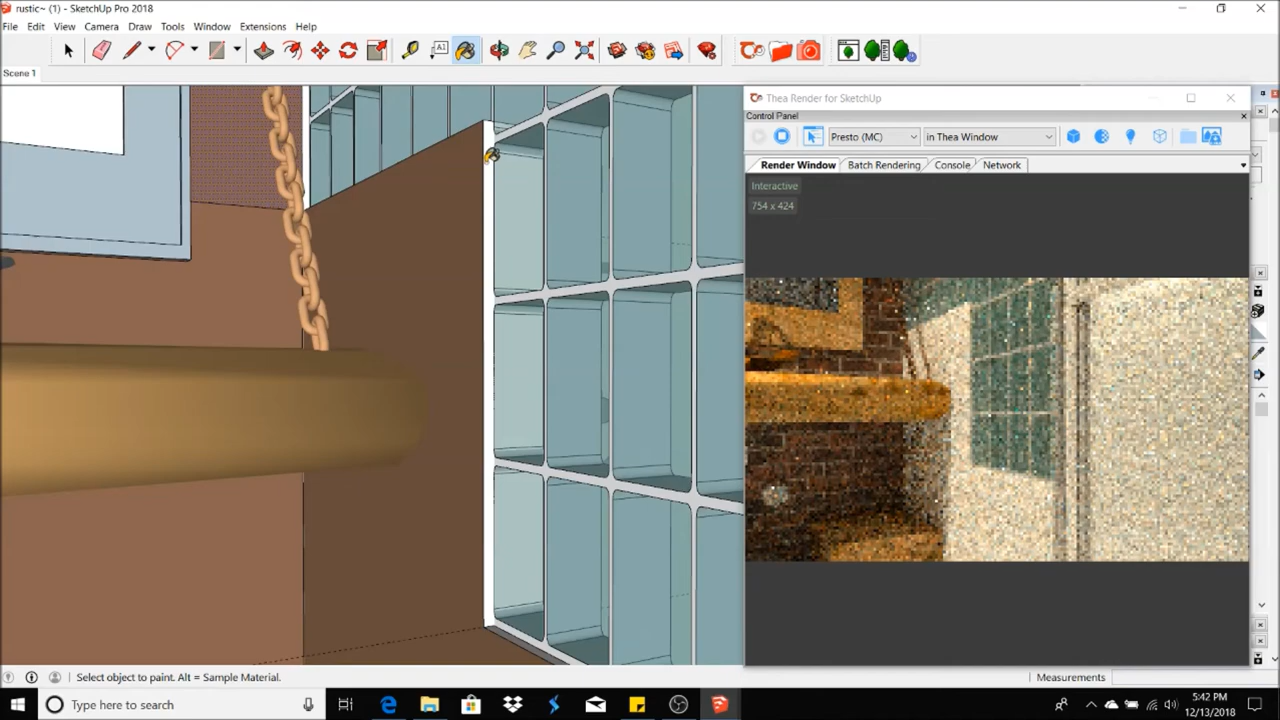 rustic~ (1) - SketchUp Pro 2018
File Edit View Camera Draw Tools Window Extensions Help
A1
Scene 1
Thea Render for SketchUp
Control Panel
Presto (MC) in Thea Window
Render Window Batch Rendering Console Network
Interactive
754 x 424
Select object to paint. Alt = Sample Material.
Measurements
Type here to search
5:42 PM
12/13/2018